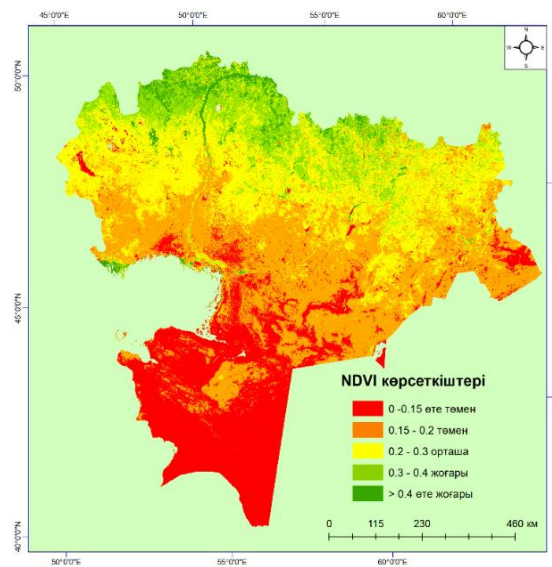 45°0'0"E 50°0'0"E 55°0'0"E 60°0'0"E
N
W E
S
50°0'0"N
45°0'0"N
40°0'0"N
NDVI көрсеткіштері
0 -0.15 өте төмен
0.15 - 0.2 төмен
0.2 - 0.3 орташа
0.3 - 0.4 жоғары
> 0.4 өте жоғары
0 115 230 460 км
50°0'0"E 55°0'0"E 60°0'0"E